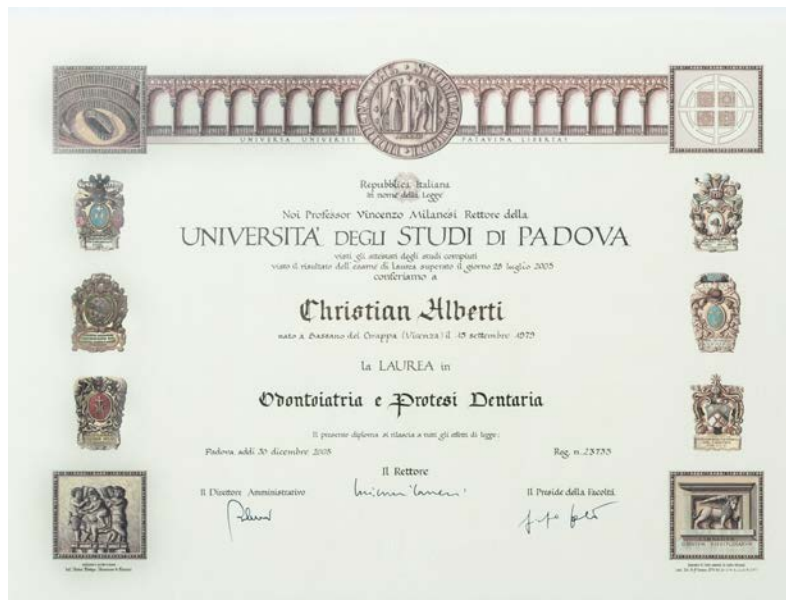 UNIVERSA UNIVERSIS PATAVINA LIBERTAS
Repubblica Italiana
in nome della Legge
Noi Professor Vincenzo Milanesi Rettore della
UNIVERSITA' DEGLI STUDI DI PADOVA
visti gli attestati degli studi compiuti
visto il risultato dell'esame di Laurea superato il giorno 28 luglio 2003
conferiamo a
Christian Alberti
nato a Bassano del Grappa (Vicenza) il 15 settembre 1979
la LAUREA in
Odontoiatria e Protesi Dentaria
Il presente diploma si rilascia a tutti gli effetti di legge.
Padova, addì 30 dicembre 2003 Reg. n. 23733
Il Rettore
Il Direttore Amministrativo Il Preside della Facoltà